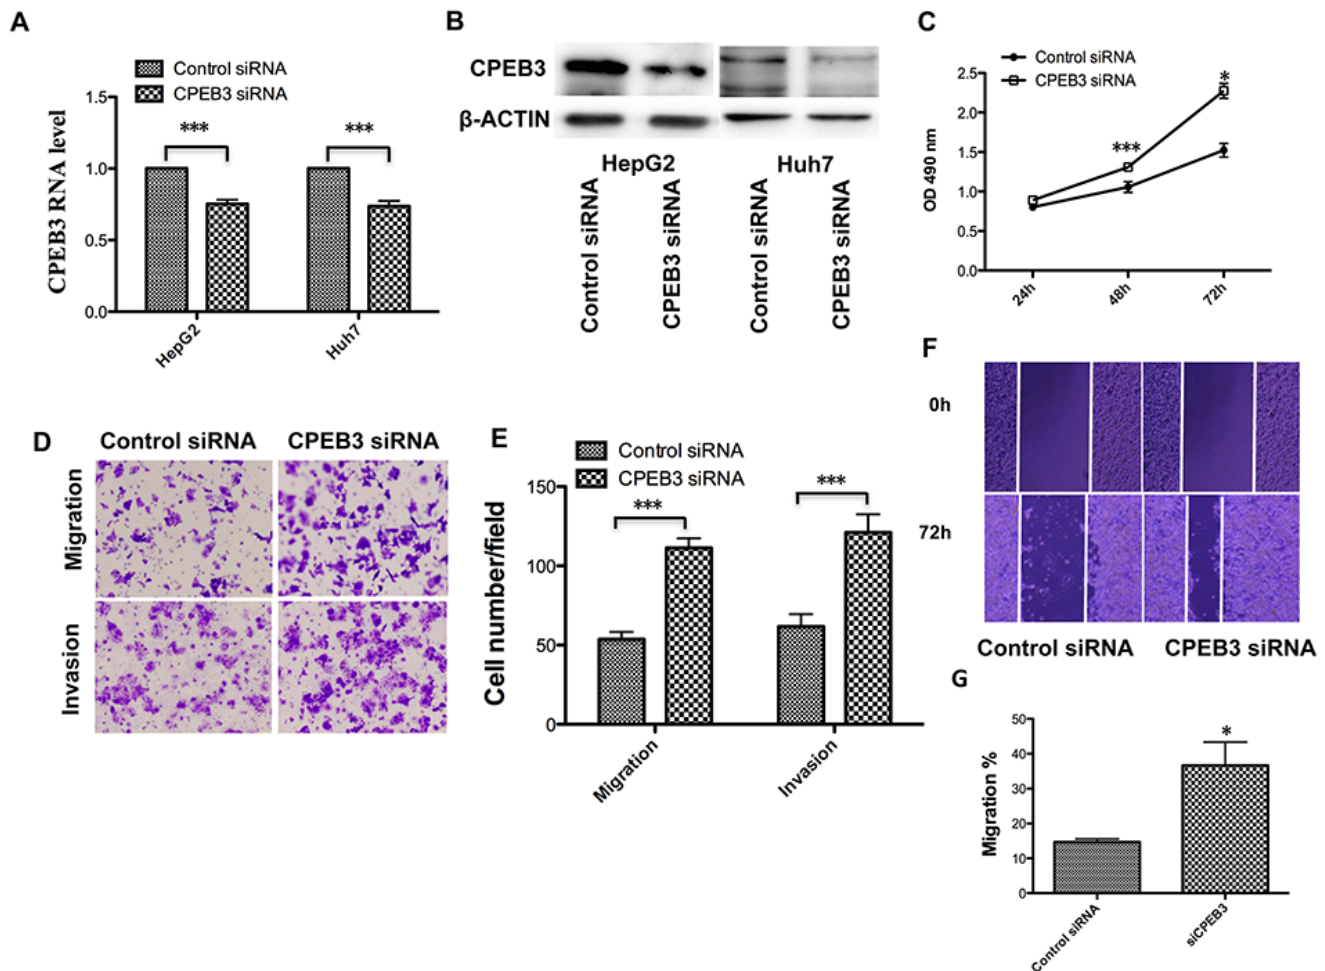 A
Control siRNA
CPEB3 siRNA
CPEB3 RNA level
1.5
1.0
0.5
0.0
***
***
HepG2
Huh7
B
CPEB3
β-ACTIN
HepG2
Huh7
Control siRNA
CPEB3 siRNA
Control siRNA
CPEB3 siRNA
C
Control siRNA
CPEB3 siRNA
OD 490 nm
2.5
2.0
1.5
1.0
0.5
0.0
***
*
24h
48h
72h
D
Control siRNA
CPEB3 siRNA
Migration
Invasion
E
Control siRNA
CPEB3 siRNA
Cell number/field
150
100
50
0
***
***
Migration
Invasion
F
0h
72h
Control siRNA
CPEB3 siRNA
G
Migration %
50
40
30
20
10
0
*
Control siRNA
siCPEB3